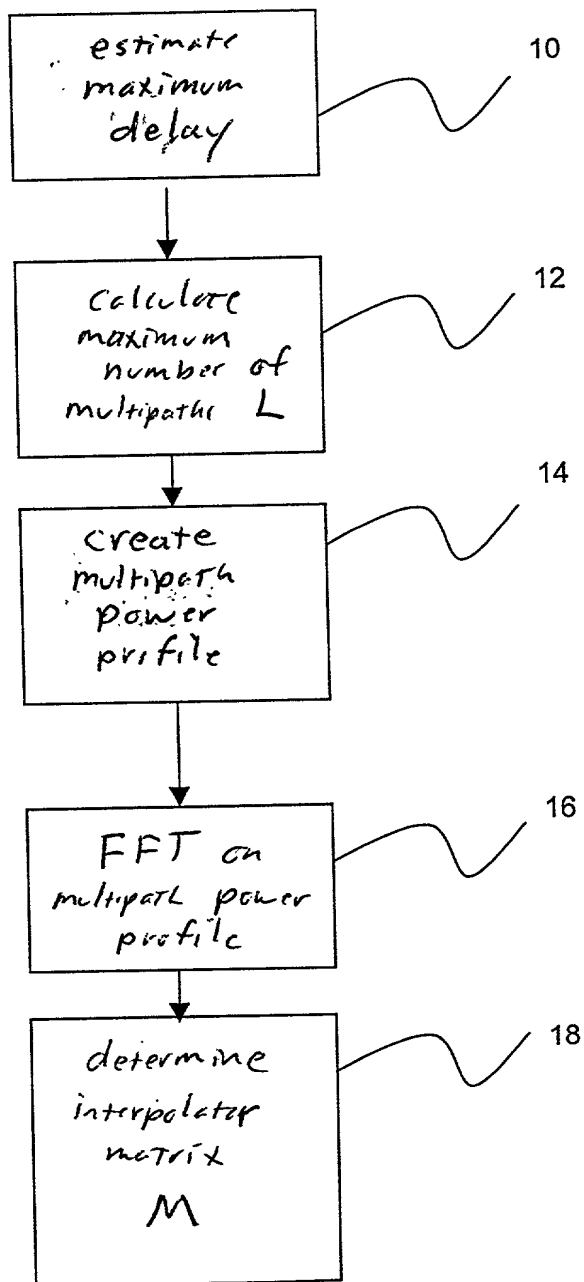 estimate
maximum
delay
10
calculate
maximum
number of
multipaths L
12
create
multipath
power
profile
14
FFT on
multipath power
profile
16
determine
interpolator
matrix
M
18